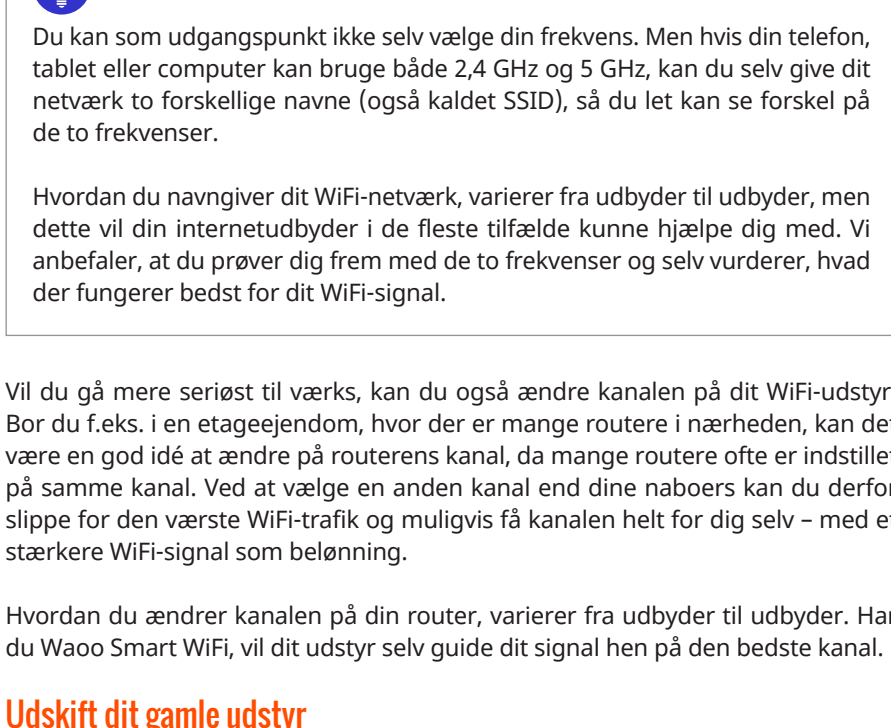 Du kan som udgangspunkt ikke selv vælge din frekvens. Men hvis din telefon,
tablet eller computer kan bruge både 2,4 GHz og 5 GHz, kan du selv give dit
netværk to forskellige navne (også kaldet SSID), så du let kan se forskel på
de to frekvenser.
Hvordan du navngiver dit WiFi-netværk, varierer fra udbyder til udbyder, men
dette vil din internetudbyder i de fleste tilfælde kunne hjælpe dig med. Vi
anbefaler, at du prøver dig frem med de to frekvenser og selv vurderer, hvad
der fungerer bedst for dit WiFi-signal.
Vil du gå mere seriøst til værks, kan du også ændre kanalen på dit WiFi-udstyr
Bor du f.eks. i en etageejendom, hvor der er mange routere i nærheden, kan det
være en god idé at ændre på routerens kanal, da mange routere ofte er indstillet
på samme kanal. Ved at vælge en anden kanal end dine naboers kan du derfor
slippe for den værste WiFi-trafik og muligvis få kanalen helt for dig selv – med et
stærkere WiFi-signal som belønning.
Hvordan du ændrer kanalen på din router, varierer fra udbyder til udbyder. Har
du Waoo Smart WiFi, vil dit udstyr selv guide dit signal hen på den bedste kanal.
Udskift dit gamle udstyr